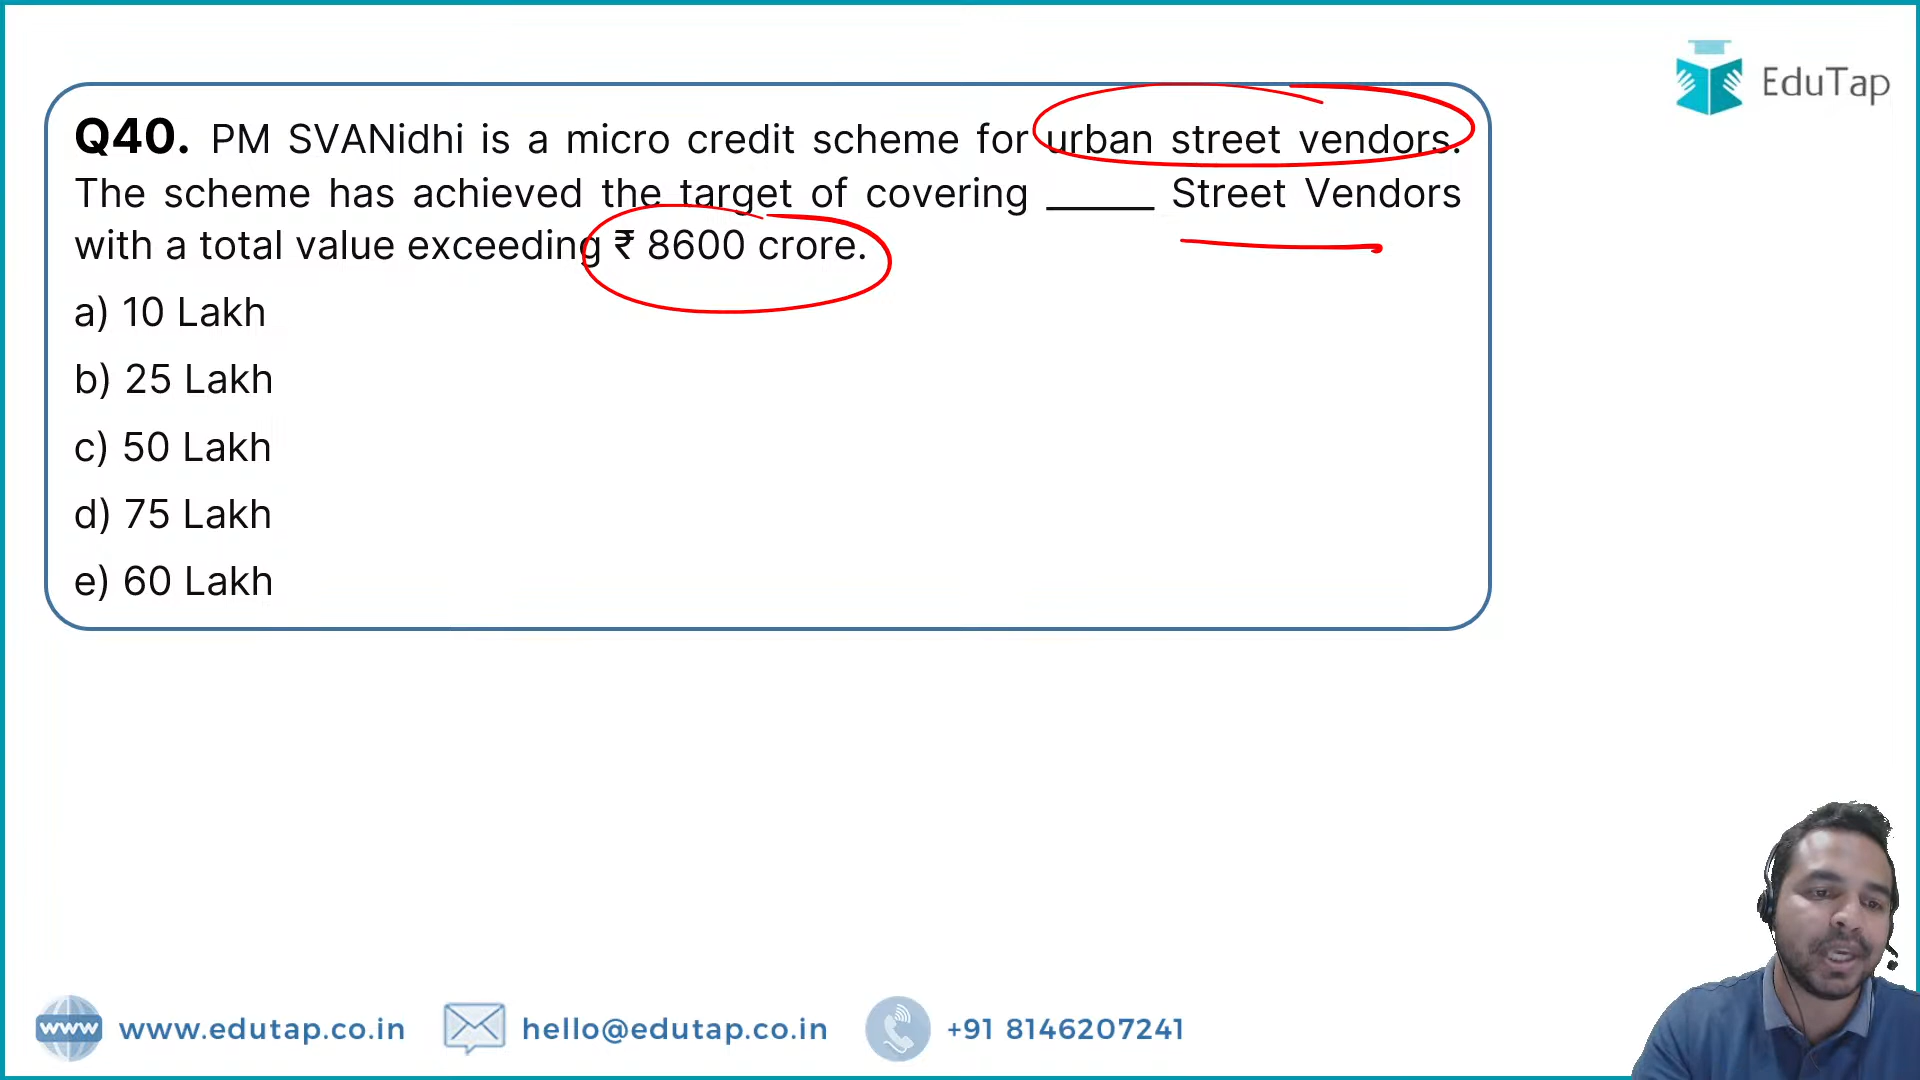 EduTap
Q40. PM SVANidhi is a micro credit scheme for urban street vendors.
The scheme has achieved the target of covering ______ Street Vendors
with a total value exceeding ₹ 8600 crore.
a) 10 Lakh
b) 25 Lakh
c) 50 Lakh
d) 75 Lakh
e) 60 Lakh
www www.edutap.co.in hello@edutap.co.in +91 8146207241